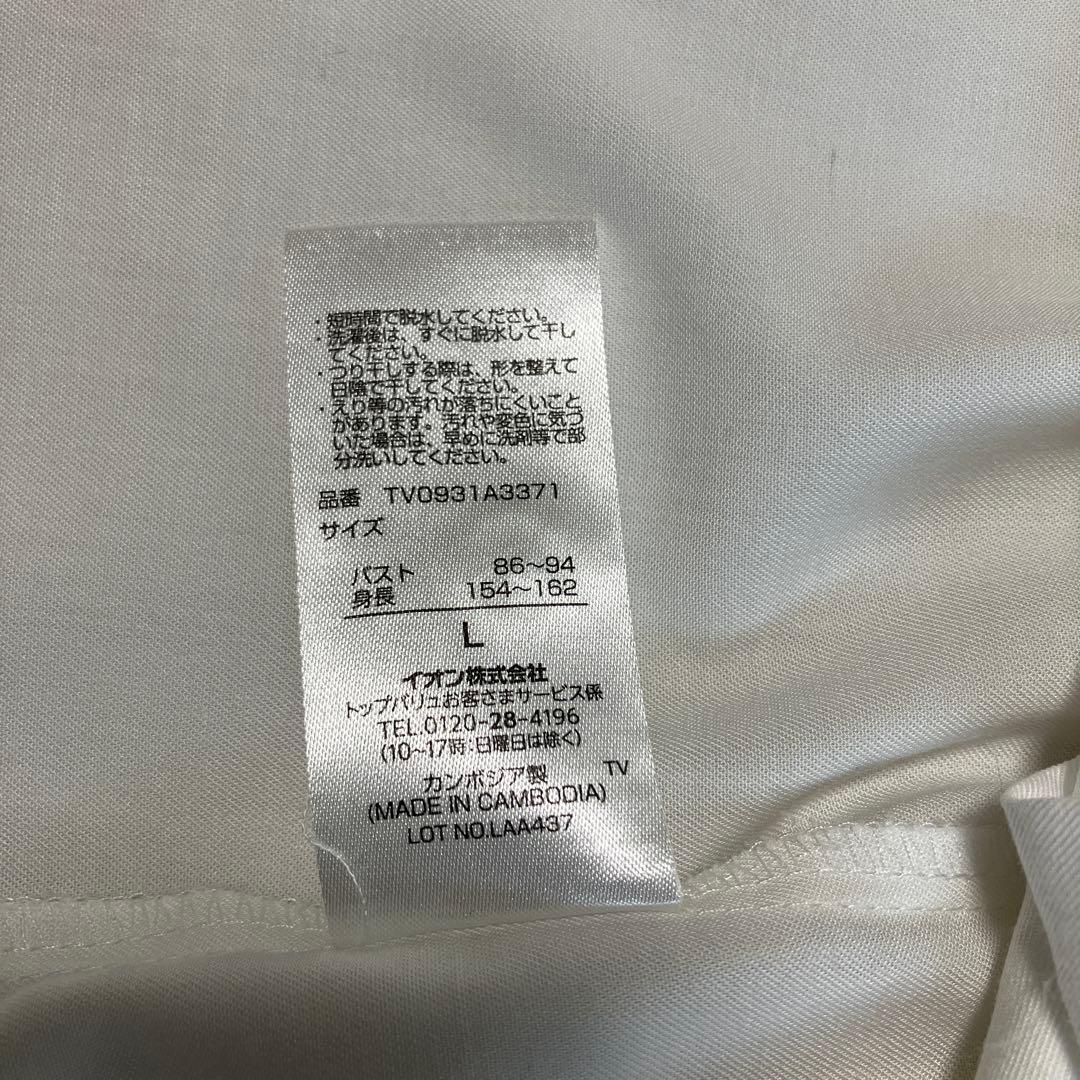 ・短時間で脱水してください。
・洗濯後は、すぐに脱水して干し
てください。
・つり干しする際は、形を整えて
日陰で干してください。
・えり等の汚れが落ちにくいこと
があります。汚れや変色に気づ
いた場合は、早めに洗剤等で部
分洗いしてください。
品番 TV0931A3371
サイズ
バスト 86~94
身長 154~162
L
イオン株式会社
トップバリュお客さまサービス係
TEL.0120-28-4196
(10~17時:日曜日は除く)
カンボジア製 TV
(MADE IN CAMBODIA)
LOT NO.LAA437